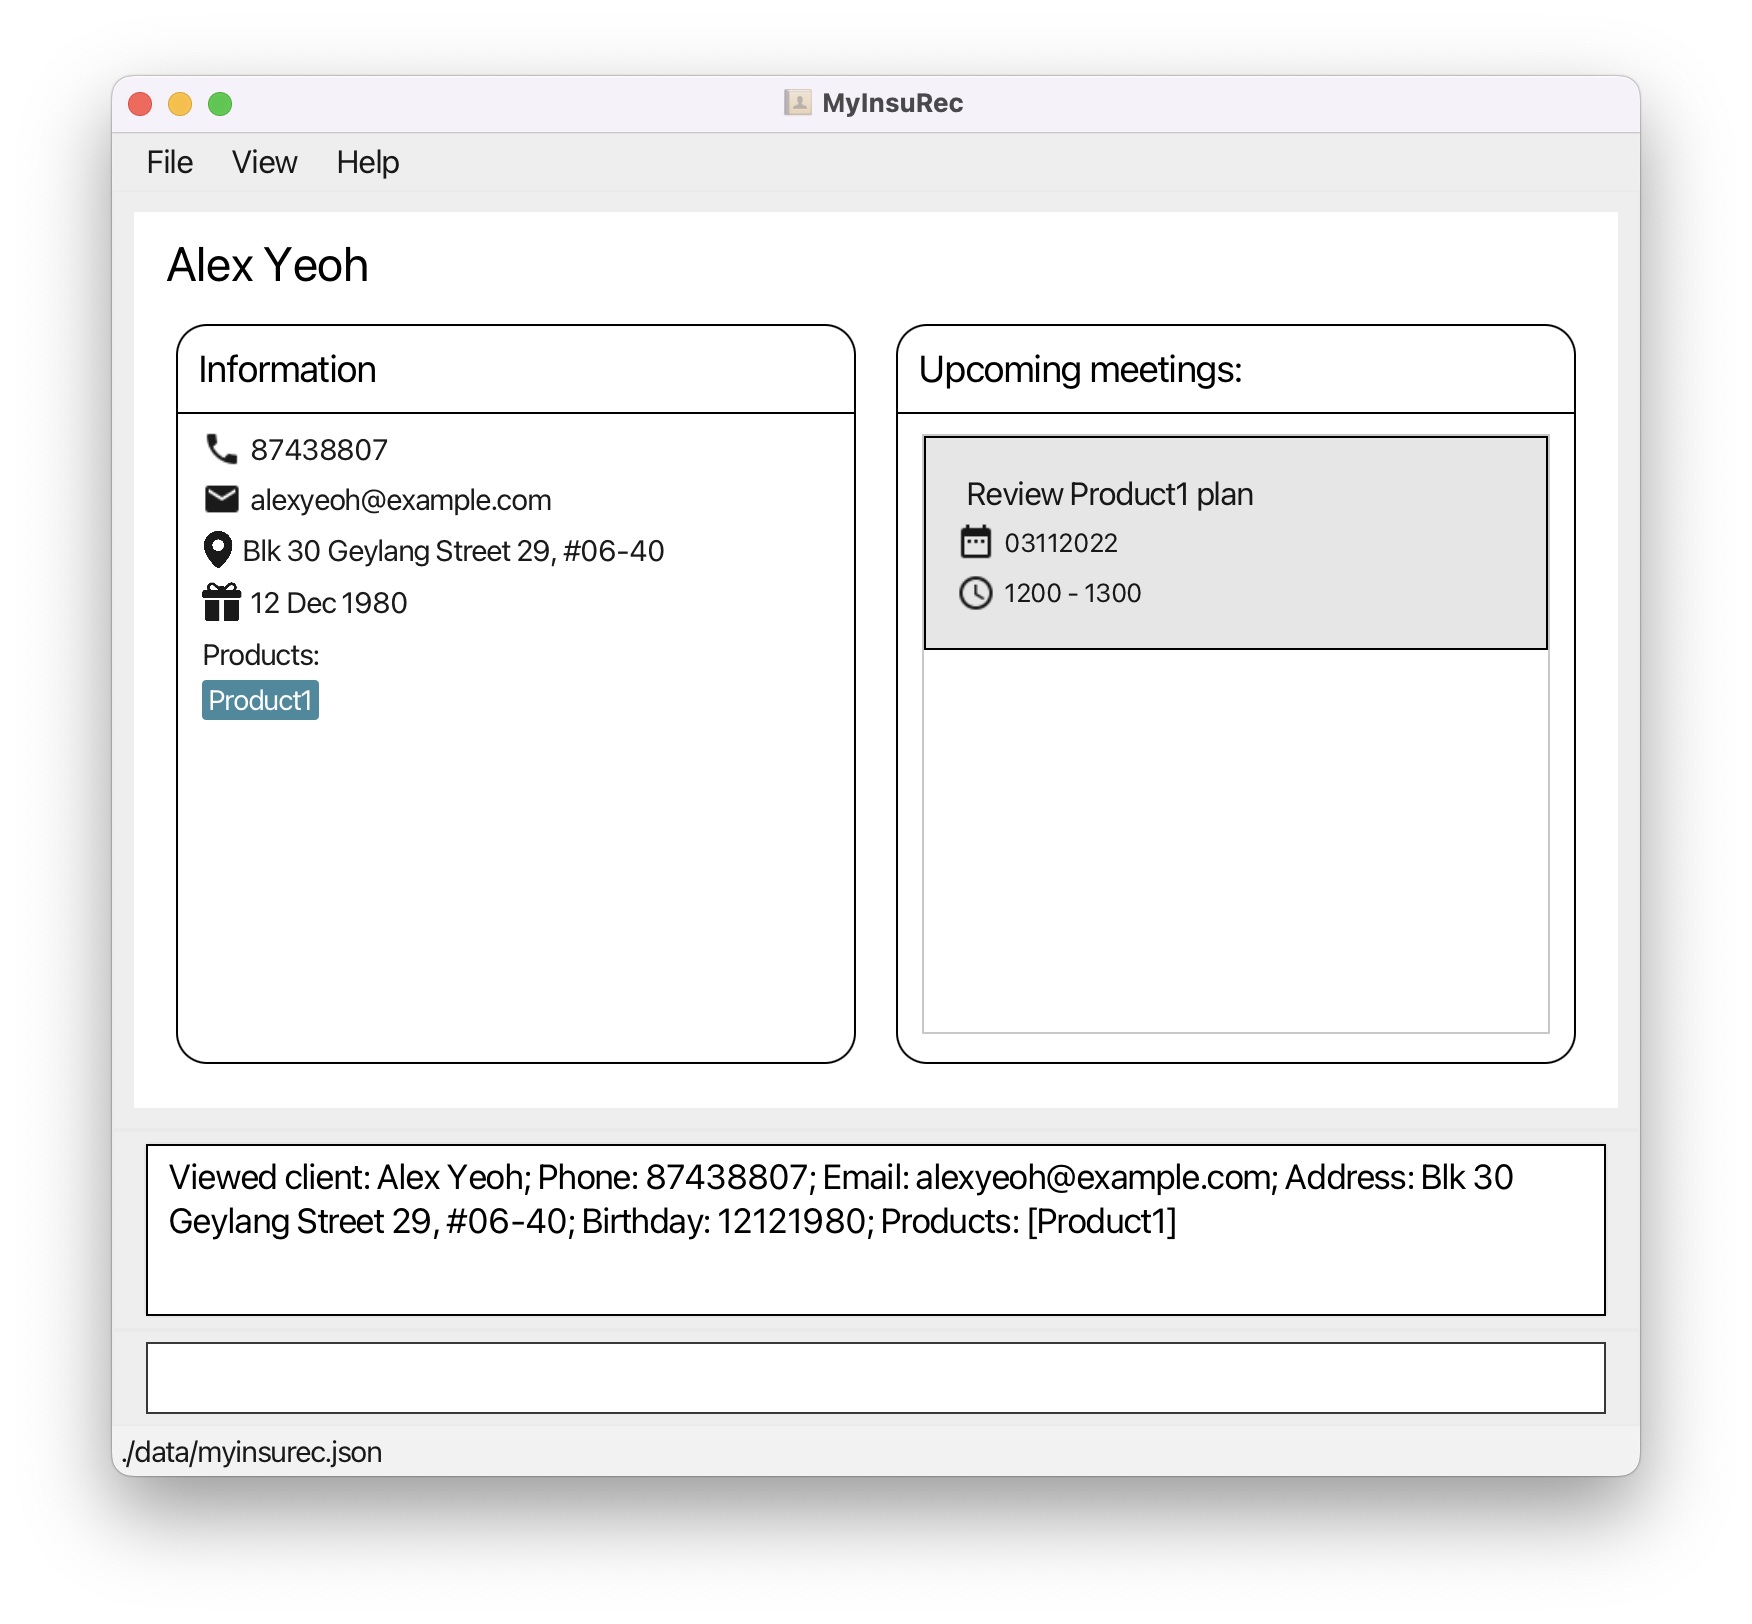 MyInsuRec
File View Help
Alex Yeoh
Information
87438807
alexyeoh@example.com
Blk 30 Geylang Street 29, #06-40
12 Dec 1980
Products:
Product1
Upcoming meetings:
Review Product1 plan
03112022
1200 - 1300
Viewed client: Alex Yeoh; Phone: 87438807; Email: alexyeoh@example.com; Address: Blk 30
Geylang Street 29, #06-40; Birthday: 12121980; Products: [Product1]
./data/myinsurec.json